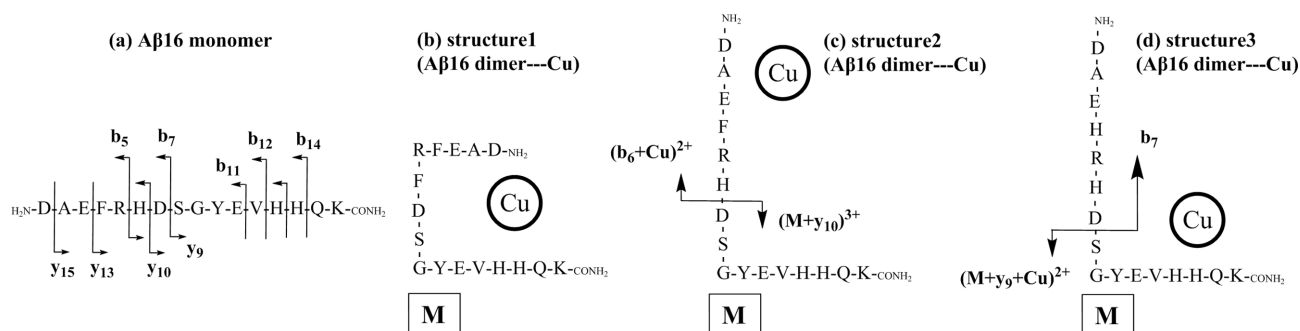 (a) Aβ16 monomer
b5 b7 b11 b12 b14
H2N-D-A-E-F-R-H-D-S-G-Y-E-V-H-H-Q-K-CONH2
y15 y13 y10 y9
(b) structure1
(Aβ16 dimer---Cu)
R-F-E-A-D-NH2
F
D
S
G-Y-E-V-H-H-Q-K-CONH2
Cu
M
(c) structure2
(Aβ16 dimer---Cu)
NH2
D
A
E
F
R
H
D
S
G-Y-E-V-H-H-Q-K-CONH2
Cu
(b6+Cu)2+
(M+y10)3+
M
(d) structure3
(Aβ16 dimer---Cu)
NH2
D
A
E
H
R
H
D
S
G-Y-E-V-H-H-Q-K-CONH2
b7
Cu
(M+y9+Cu)2+
M